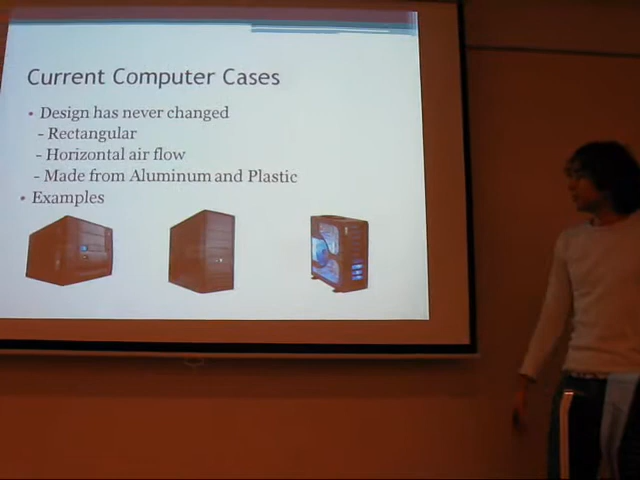 Current Computer Cases
• Design has never changed
- Rectangular
- Horizontal air flow
- Made from Aluminum and Plastic
• Examples